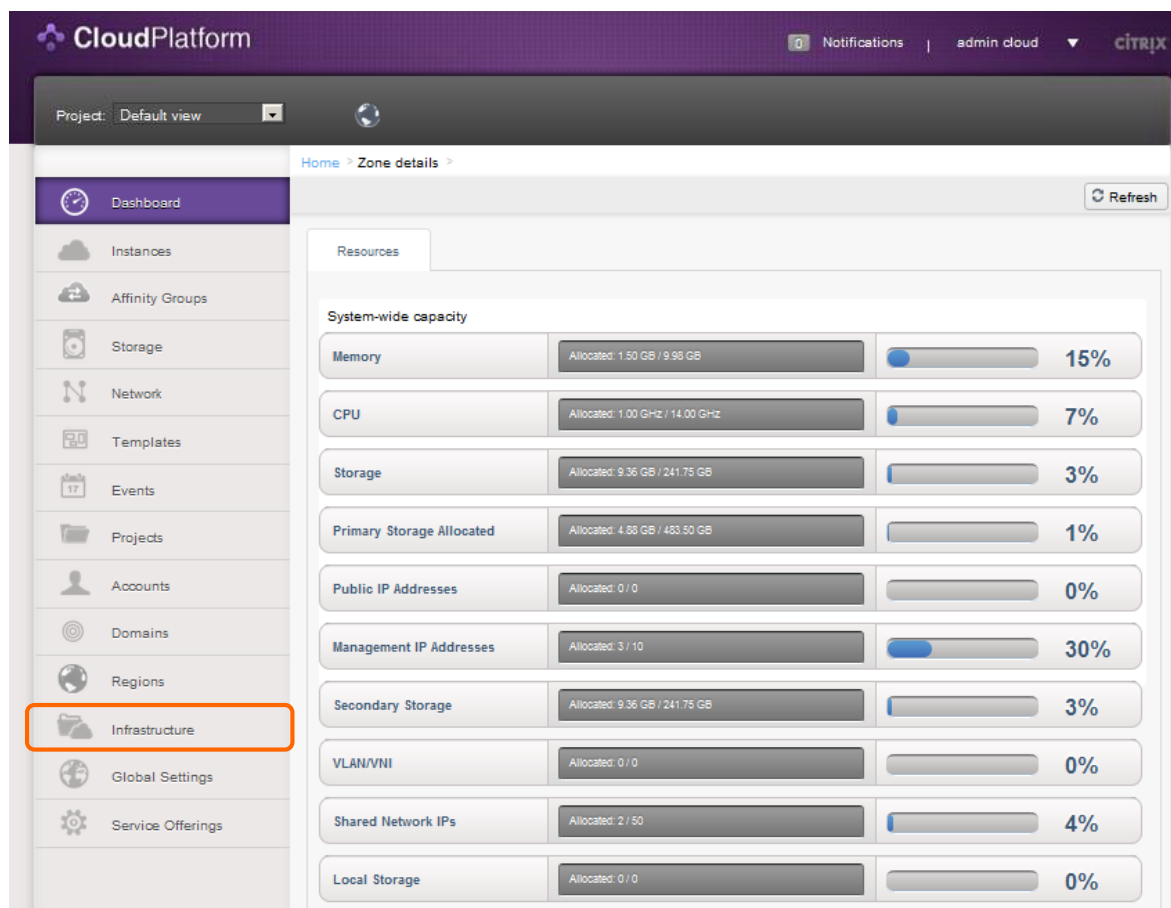 CloudPlatform
0 Notifications | admin cloud CİTRIX
Project: Default view
Home > Zone details >
Refresh
Dashboard
Instances
Affinity Groups
Storage
Network
Templates
17 Events
Projects
Accounts
Domains
Regions
Infrastructure
Global Settings
Service Offerings
Resources
System-wide capacity
Memory Allocated: 1.50 GB / 9.98 GB 15%
CPU Allocated: 1.00 GHz / 14.00 GHz 7%
Storage Allocated: 9.36 GB / 241.75 GB 3%
Primary Storage Allocated Allocated: 4.88 GB / 483.50 GB 1%
Public IP Addresses Allocated: 0 / 0 0%
Management IP Addresses Allocated: 3 / 10 30%
Secondary Storage Allocated: 9.36 GB / 241.75 GB 3%
VLAN/VNI Allocated: 0 / 0 0%
Shared Network IPs Allocated: 2 / 50 4%
Local Storage Allocated: 0 / 0 0%